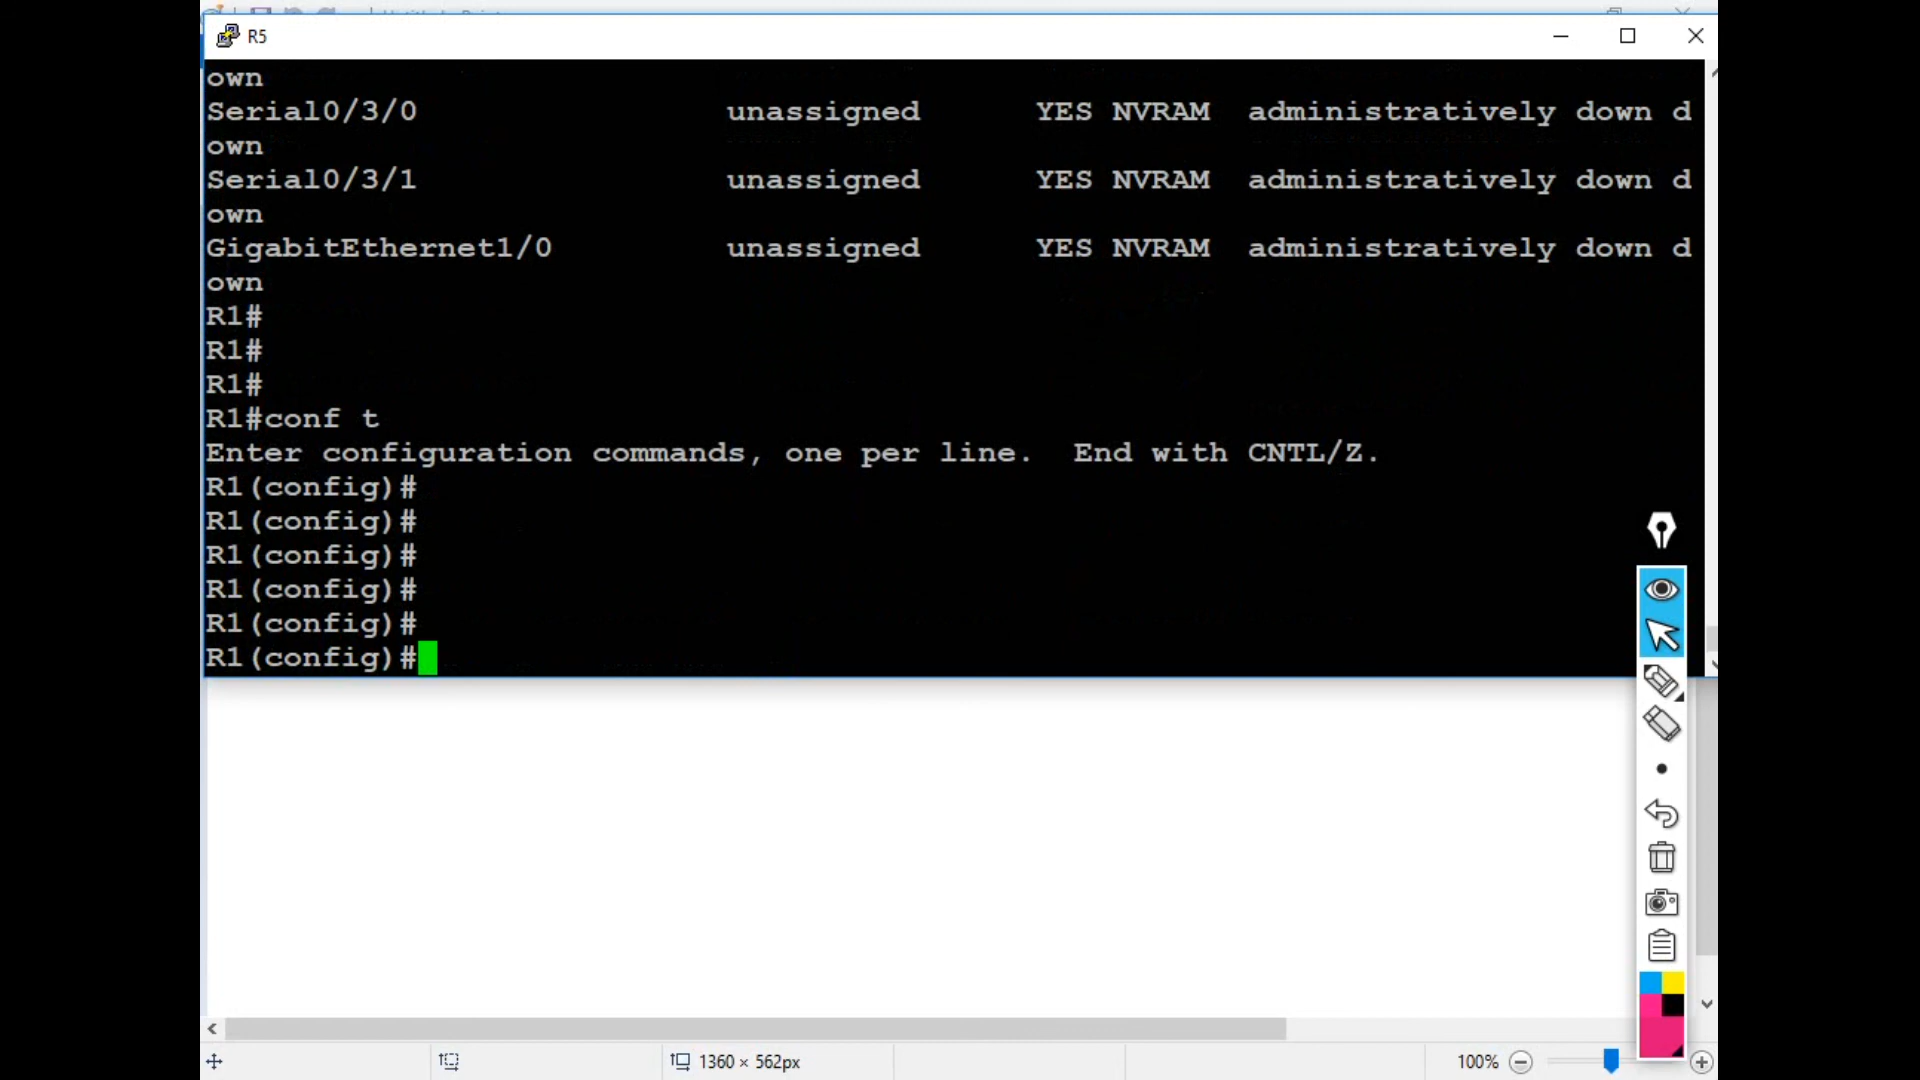 R5
own
Serial0/3/0 unassigned YES NVRAM administratively down d
own
Serial0/3/1 unassigned YES NVRAM administratively down d
own
GigabitEthernet1/0 unassigned YES NVRAM administratively down d
own
R1#
R1#
R1#
R1#conf t
Enter configuration commands, one per line. End with CNTL/Z.
R1(config)#
R1(config)#
R1(config)#
R1(config)#
R1(config)#
R1(config)#
1360 × 562px
100%